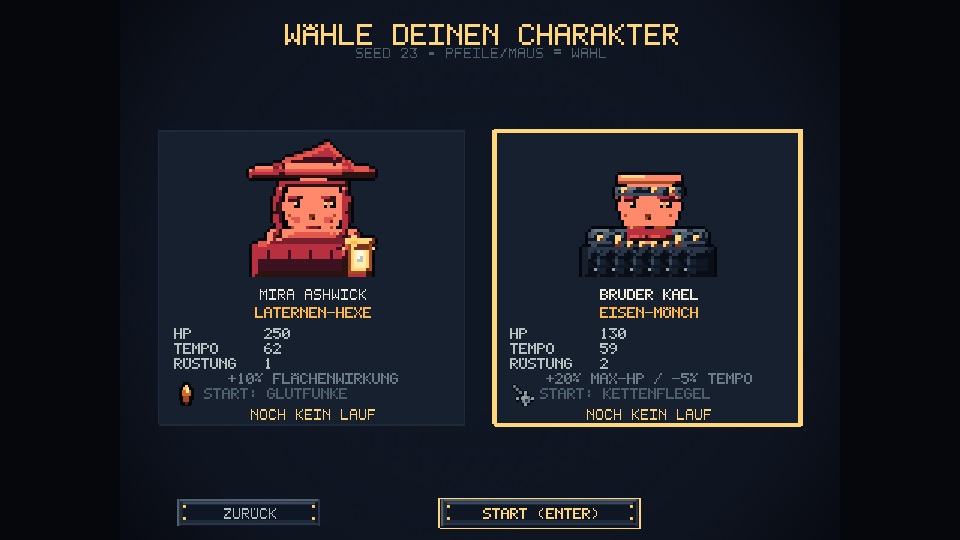 WÄHLE DEINEN CHARAKTER
SEED 23 - PFEILE/MAUS = WAHL
MIRA ASHWICK
LATERNEN-HEXE
HP 250
TEMPO 62
RÜSTUNG 1
+10% FLÄCHENWIRKUNG
START: GLUTFUNKE
NOCH KEIN LAUF
BRUDER KAEL
EISEN-MÖNCH
HP 130
TEMPO 59
RÜSTUNG 2
+20% MAX-HP / -5% TEMPO
START: KETTENFLEGEL
NOCH KEIN LAUF
ZURÜCK
START (ENTER)